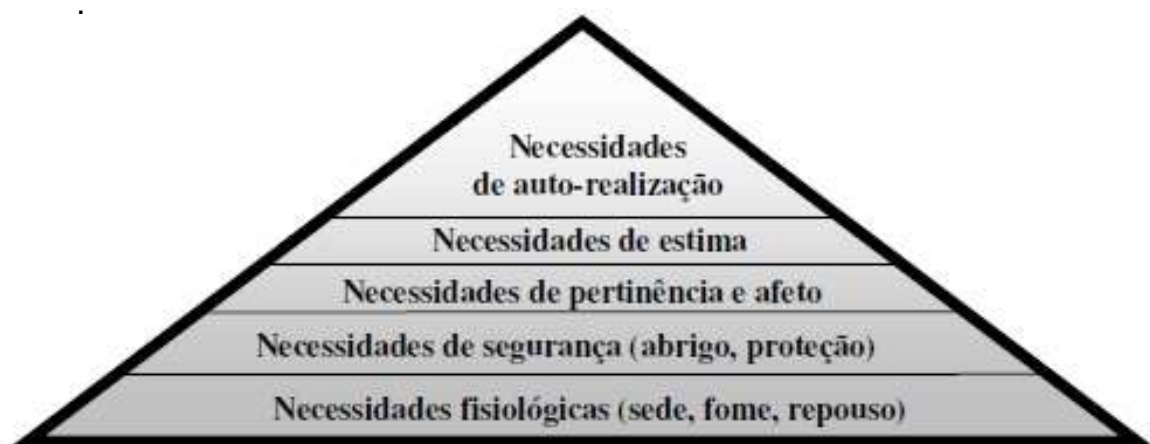 Necessidades
de auto-realização
Necessidades de estima
Necessidades de pertinência e afeto
Necessidades de segurança (abrigo, proteção)
Necessidades fisiológicas (sede, fome, repouso)